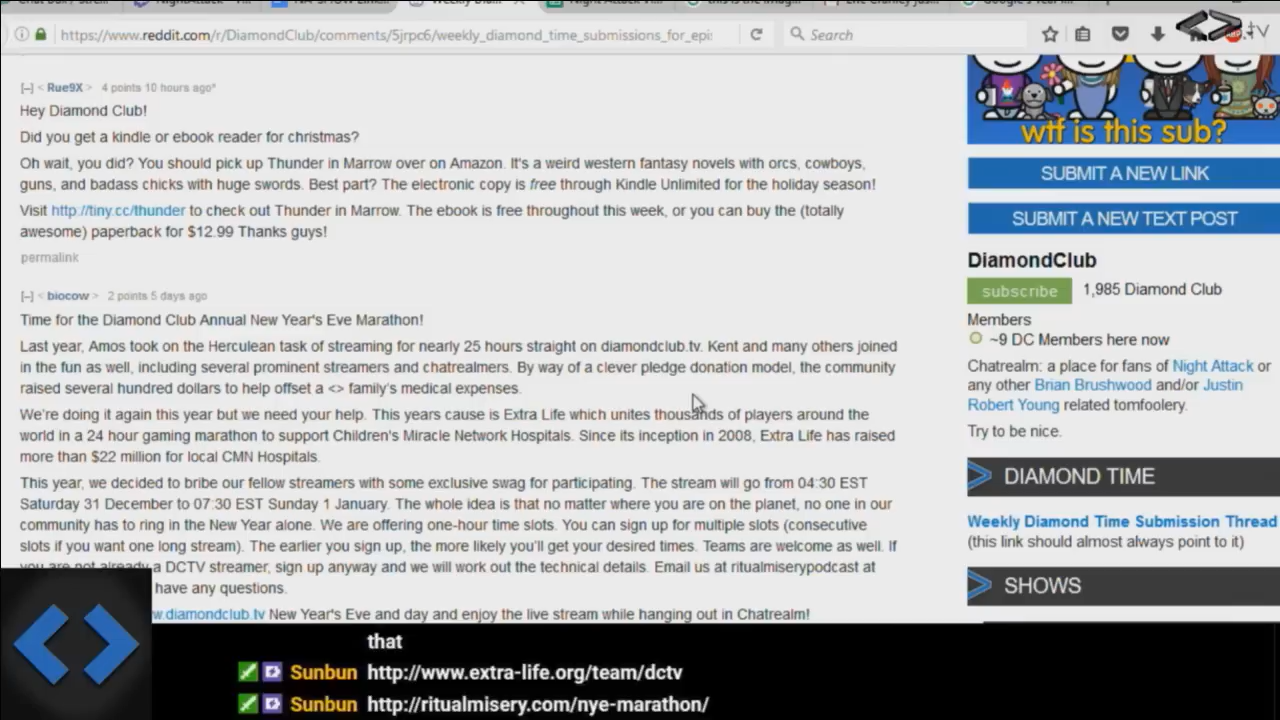 https://www.reddit.com/r/DiamondClub/comments/5jrpc6/weekly_diamond_time_submissions_for_epi
Search
[-] < Rue9X > 4 points 10 hours ago*
Hey Diamond Club!
Did you get a kindle or ebook reader for christmas?
Oh wait, you did? You should pick up Thunder in Marrow over on Amazon. It's a weird western fantasy novels with orcs, cowboys,
guns, and badass chicks with huge swords. Best part? The electronic copy is free through Kindle Unlimited for the holiday season!
Visit http://tiny.cc/thunder to check out Thunder in Marrow. The ebook is free throughout this week, or you can buy the (totally
awesome) paperback for $12.99 Thanks guys!
permalink
[-] < biocow > 2 points 5 days ago
Time for the Diamond Club Annual New Year's Eve Marathon!
Last year, Amos took on the Herculean task of streaming for nearly 25 hours straight on diamondclub.tv. Kent and many others joined
in the fun as well, including several prominent streamers and chatrealmers. By way of a clever pledge donation model, the community
raised several hundred dollars to help offset a <> family's medical expenses.
We're doing it again this year but we need your help. This years cause is Extra Life which unites thousands of players around the
world in a 24 hour gaming marathon to support Children's Miracle Network Hospitals. Since its inception in 2008, Extra Life has raised
more than $22 million for local CMN Hospitals.
This year, we decided to bribe our fellow streamers with some exclusive swag for participating. The stream will go from 04:30 EST
Saturday 31 December to 07:30 EST Sunday 1 January. The whole idea is that no matter where you are on the planet, no one in our
community has to ring in the New Year alone. We are offering one-hour time slots. You can sign up for multiple slots (consecutive
slots if you want one long stream). The earlier you sign up, the more likely you'll get your desired times. Teams are welcome as well. If
you are not already a DCTV streamer, sign up anyway and we will work out the technical details. Email us at ritualmiserypodcast at
have any questions.
w.diamondclub.tv New Year's Eve and day and enjoy the live stream while hanging out in Chatrealm!
wtf is this sub?
SUBMIT A NEW LINK
SUBMIT A NEW TEXT POST
DiamondClub
subscribe 1,985 Diamond Club
Members
~9 DC Members here now
Chatrealm: a place for fans of Night Attack or
any other Brian Brushwood and/or Justin
Robert Young related tomfoolery.
Try to be nice.
DIAMOND TIME
Weekly Diamond Time Submission Thread
(this link should almost always point to it)
SHOWS
that
Sunbun http://www.extra-life.org/team/dctv
Sunbun http://ritualmisery.com/nye-marathon/